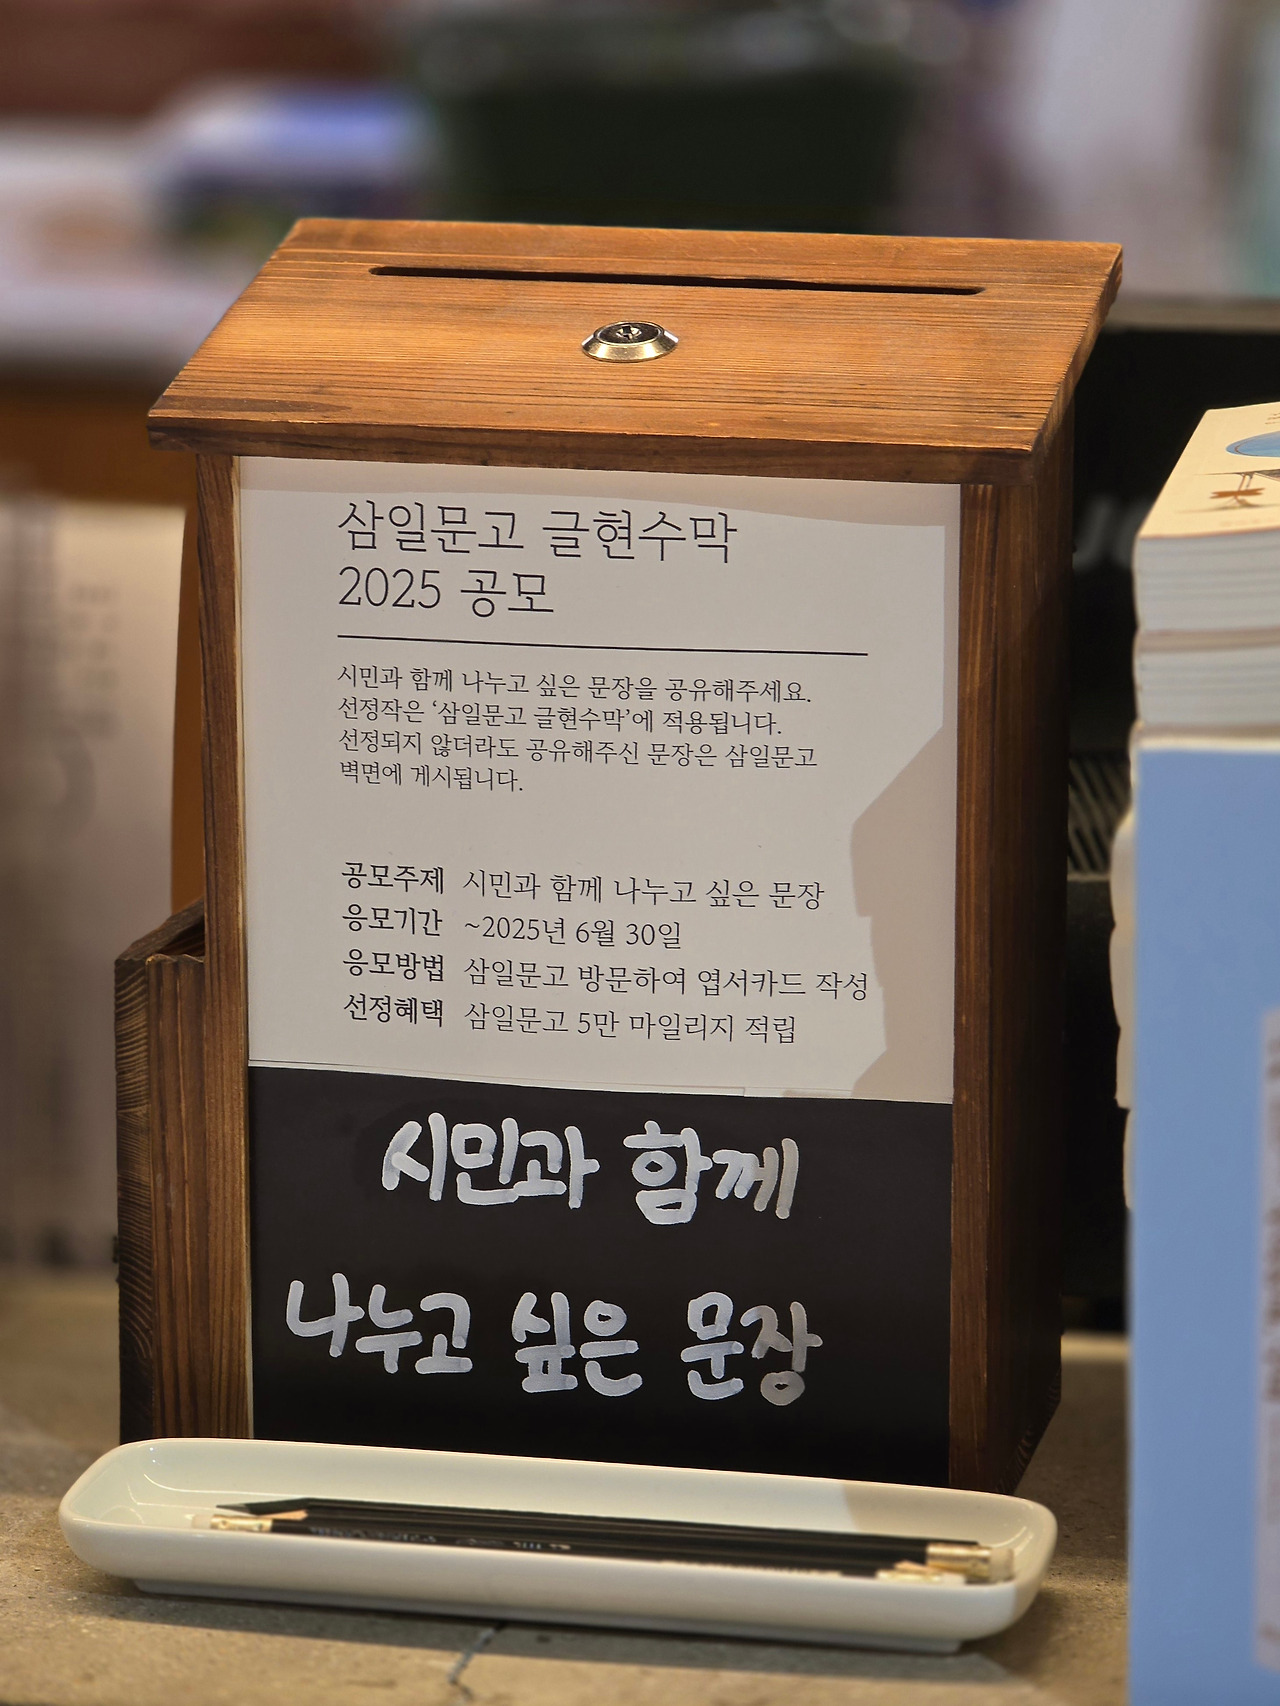 삼일문고 글현수막
2025 공모
시민과 함께 나누고 싶은 문장을 공유해주세요.
선정작은 ‘삼일문고 글현수막’에 적용됩니다.
선정되지 않더라도 공유해주신 문장은 삼일문고
벽면에 게시됩니다.
공모주제 시민과 함께 나누고 싶은 문장
응모기간 ~2025년 6월 30일
응모방법 삼일문고 방문하여 엽서카드 작성
선정혜택 삼일문고 5만 마일리지 적립
시민과 함께
나누고 싶은 문장